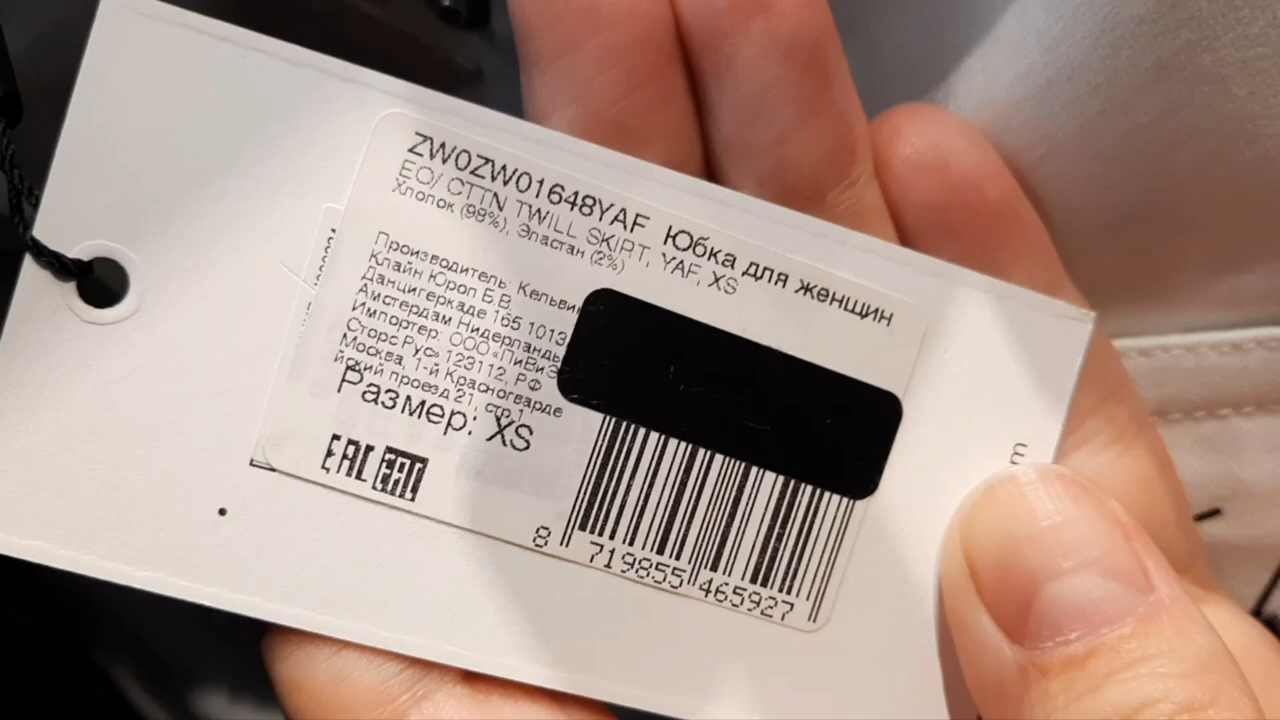 ZW0ZW01648YAF Юбка для женщин
EO/ CTTN TWILL SKIRT, YAF, XS
Хлопок (98%), Эластан (2%)
Производитель: Кельвин
Клайн Юроп Б.В.
Данцигеркаде 165 1013
Амстердам Нидерланды
Импортер: ООО «ПиВиЭ
Сторс Рус» 123112, РФ
Москва, 1-й Красногварде
йский проезд 21, стр.1
Размер: XS
EAC EAC
8 719855 465927